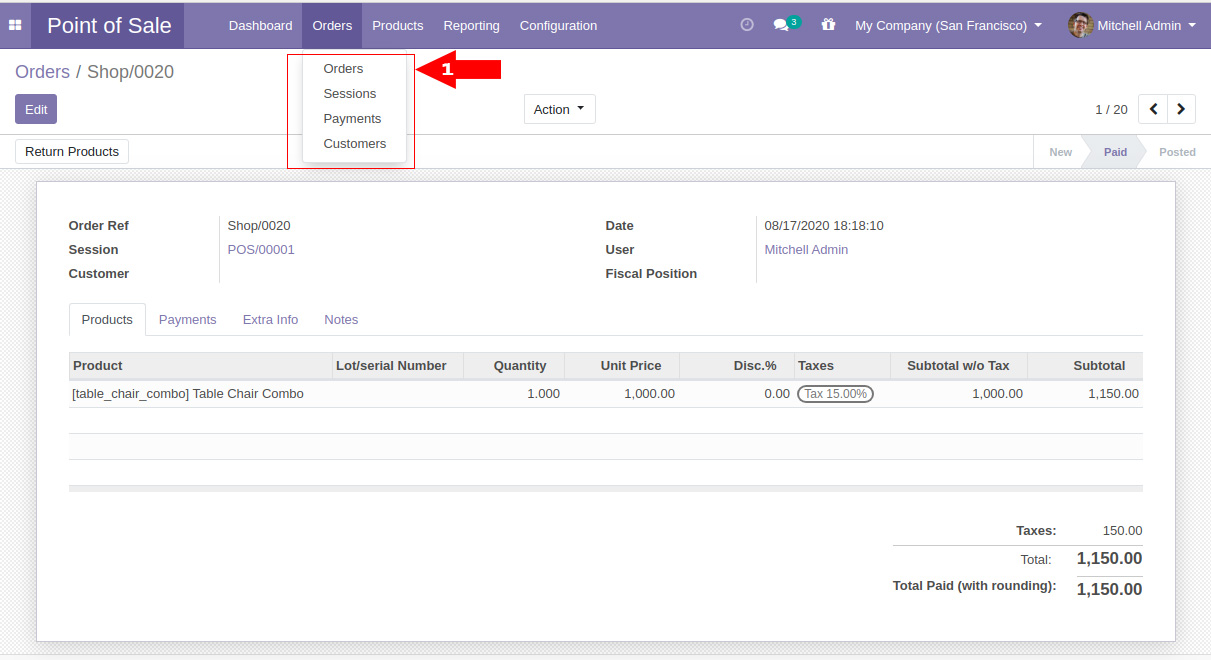 Point of Sale Dashboard Orders Products Reporting Configuration 3 My Company (San Francisco) Mitchell Admin
Orders / Shop/0020
Orders
Sessions
Payments
Customers
1
Edit
Action
1 / 20
Return Products
New Paid Posted
Order Ref Shop/0020
Session POS/00001
Customer
Date 08/17/2020 18:18:10
User Mitchell Admin
Fiscal Position
Products Payments Extra Info Notes
Product Lot/serial Number Quantity Unit Price Disc.% Taxes Subtotal w/o Tax Subtotal
[table_chair_combo] Table Chair Combo 1.000 1,000.00 0.00 Tax 15.00% 1,000.00 1,150.00
Taxes: 150.00
Total: 1,150.00
Total Paid (with rounding): 1,150.00